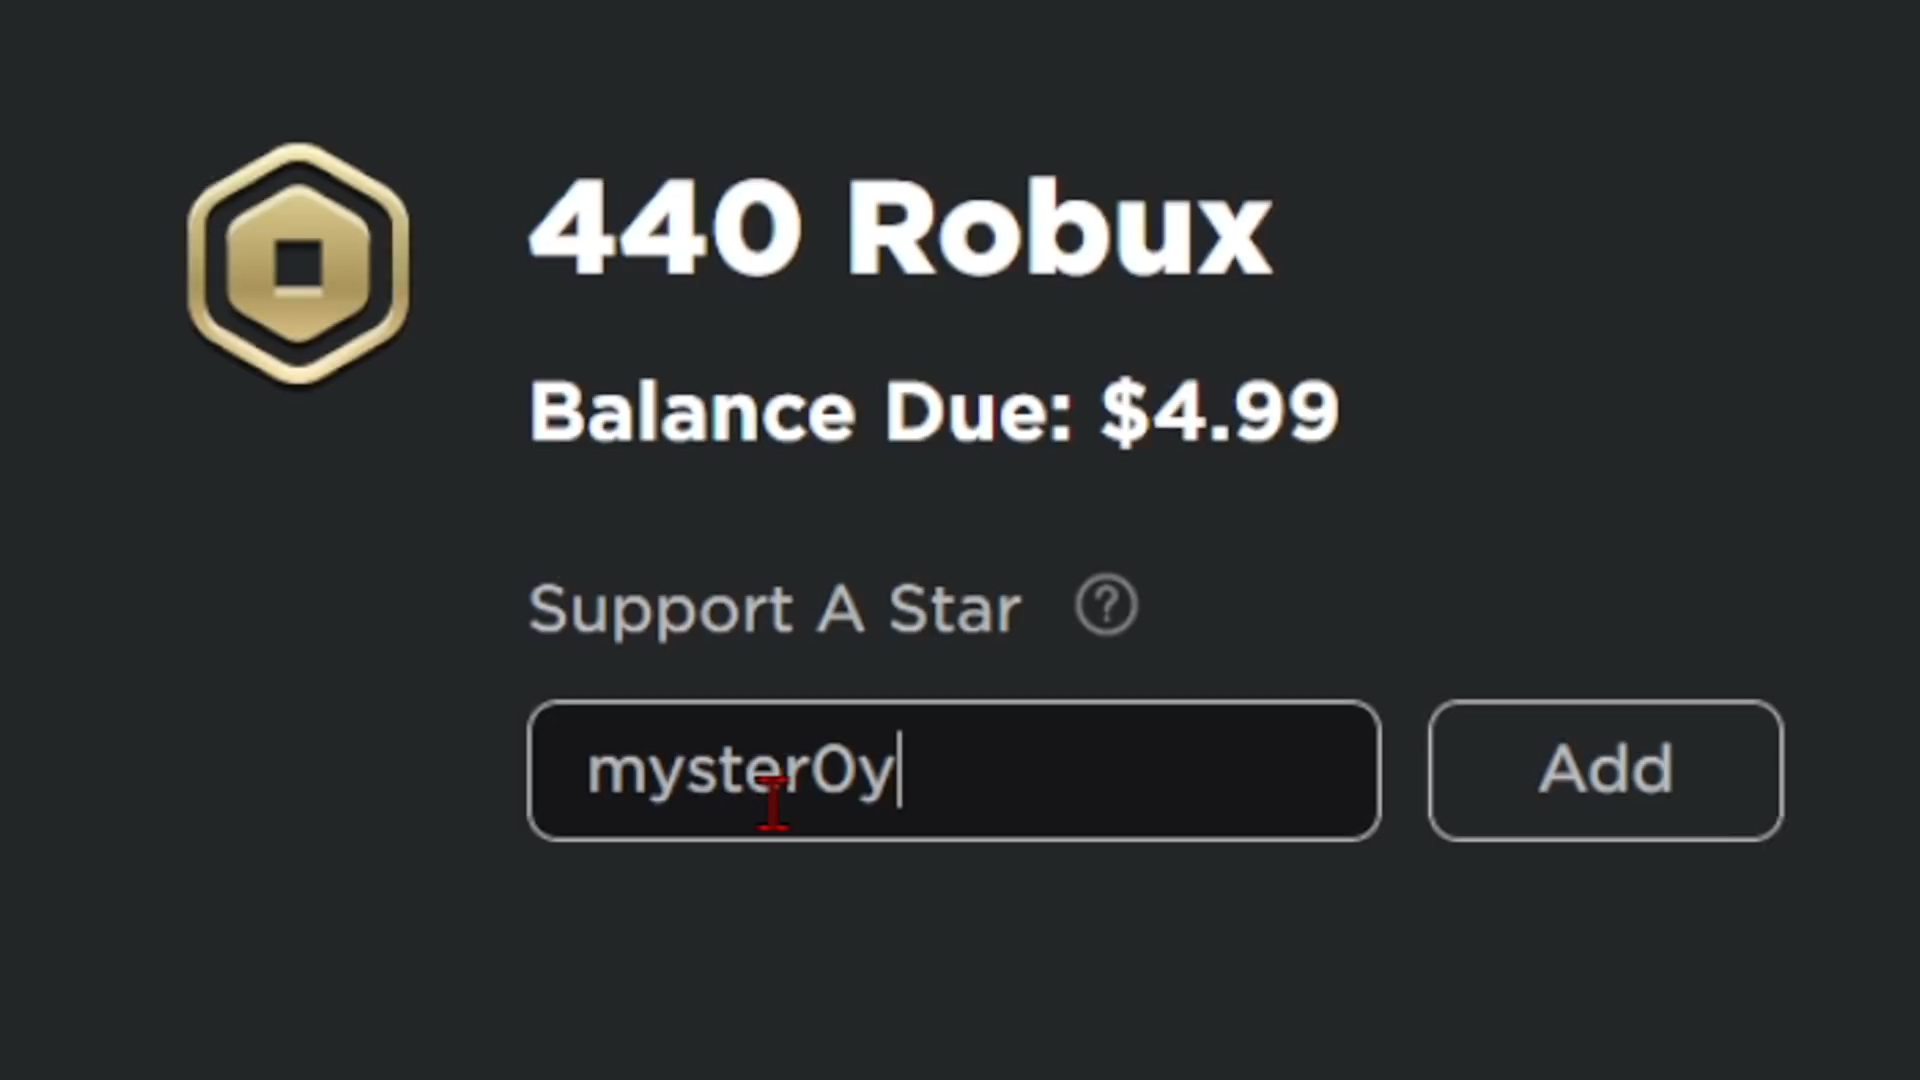 440 Robux
Balance Due: $4.99
Support A Star ?
myster0y
Add